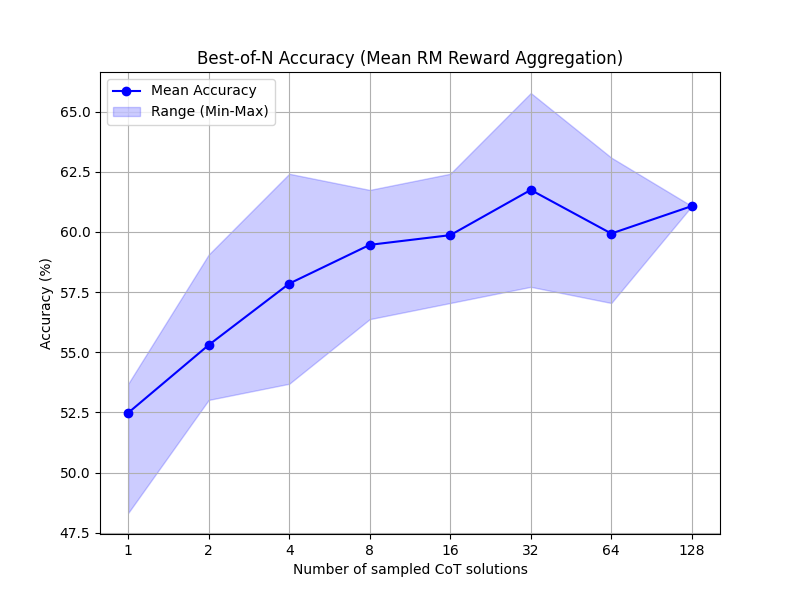 Best-of-N Accuracy (Mean RM Reward Aggregation)
Mean Accuracy
Range (Min-Max)
65.0
62.5
60.0
57.5
55.0
52.5
50.0
47.5
Accuracy (%)
1 2 4 8 16 32 64 128
Number of sampled CoT solutions